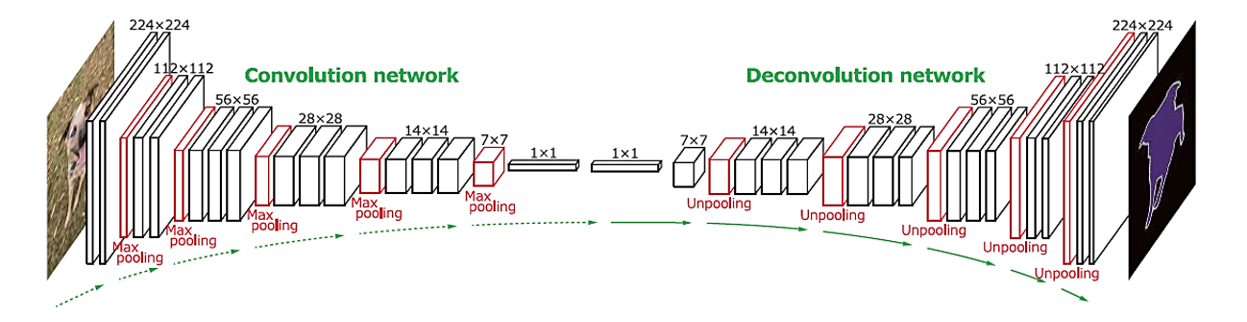 224×224
112×112
56×56
28×28
14×14
7×7
1×1
1×1
7×7
14×14
28×28
56×56
112×112
224×224
Convolution network
Deconvolution network
Max
pooling
Max
pooling
Max
pooling
Max
pooling
Max
pooling
Unpooling
Unpooling
Unpooling
Unpooling
Unpooling